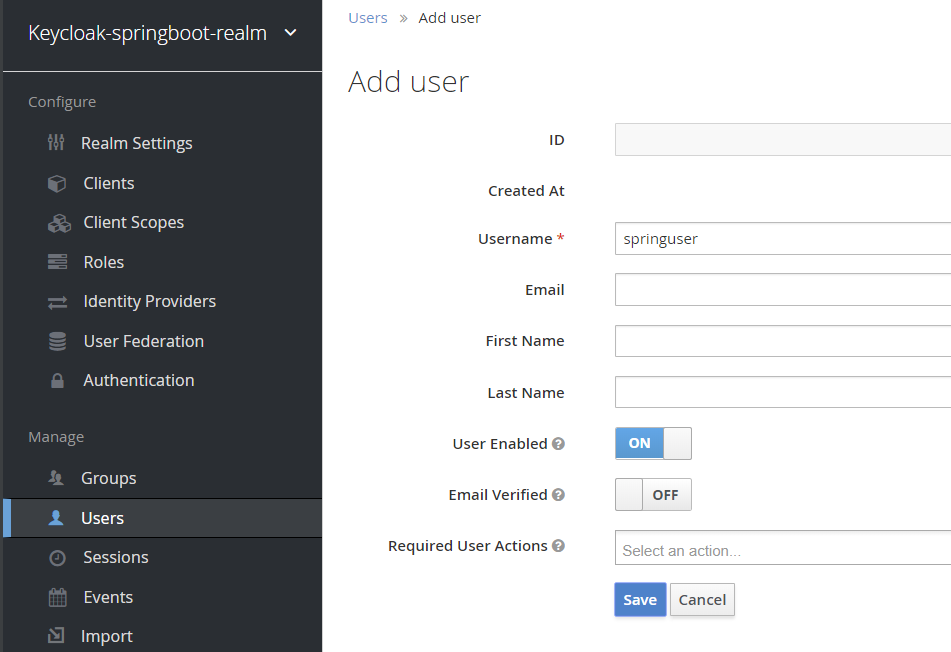 Keycloak-springboot-realm
Configure
Realm Settings
Clients
Client Scopes
Roles
Identity Providers
User Federation
Authentication
Manage
Groups
Users
Sessions
Events
Import
Users » Add user
Add user
ID
Created At
Username * springuser
Email
First Name
Last Name
User Enabled ? ON
Email Verified ? OFF
Required User Actions ? Select an action...
Save Cancel